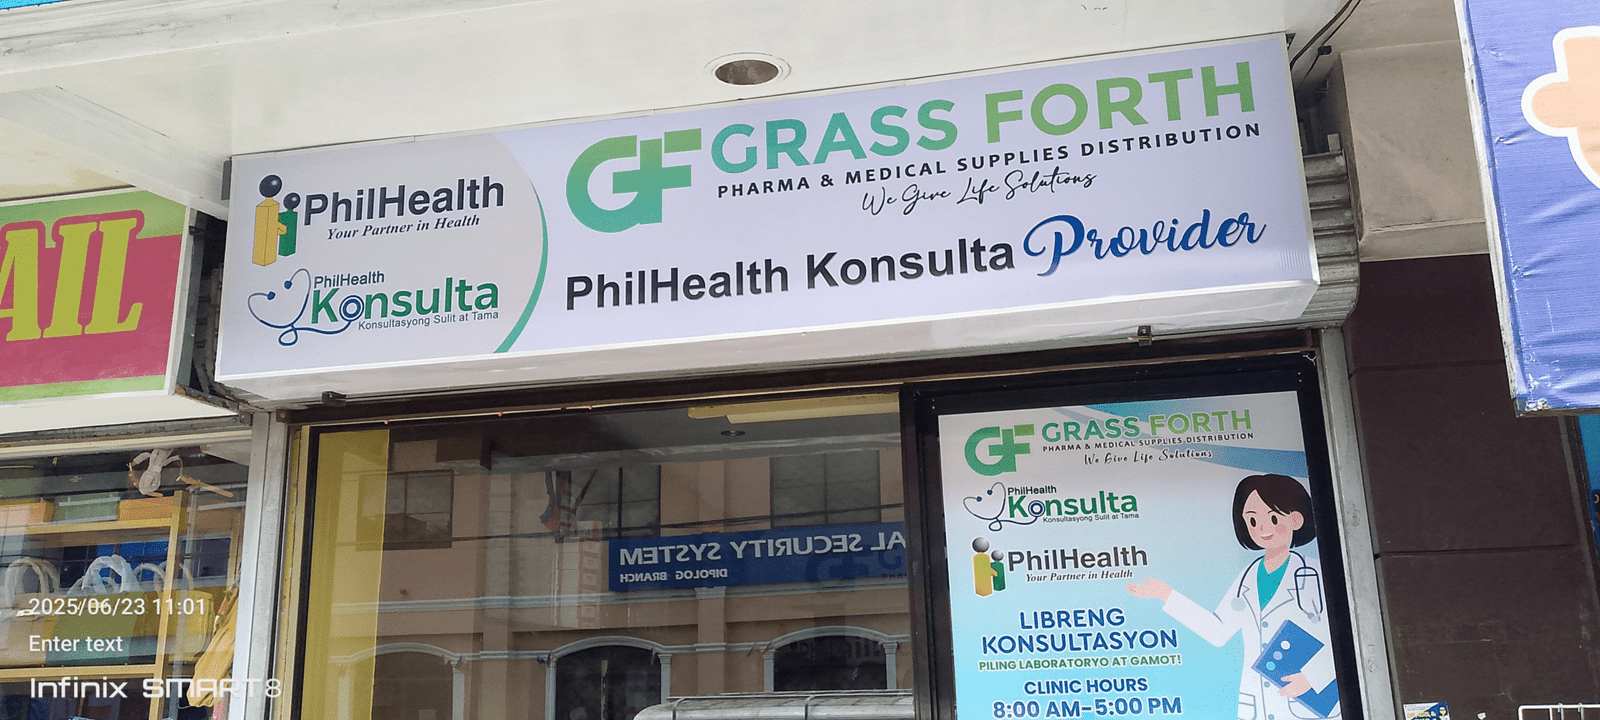 GF GRASS FORTH
PHARMA & MEDICAL SUPPLIES DISTRIBUTION
We Give Life Solutions
PhilHealth
Your Partner in Health
PhilHealth
Konsulta
Konsultasyong Sulit at Tama
PhilHealth Konsulta Provider
AIL
AL SECURITY SYSTEM
DIPOLOG BRANCH
GF GRASS FORTH
PHARMA & MEDICAL SUPPLIES DISTRIBUTION
We Give Life Solutions
PhilHealth
Konsulta
Konsultasyong Sulit at Tama
PhilHealth
Your Partner in Health
LIBRENG
KONSULTASYON
PILING LABORATORYO AT GAMOT!
CLINIC HOURS
8:00 AM-5:00 PM
2025/06/23 11:01
Enter text
Infinix SMART 8